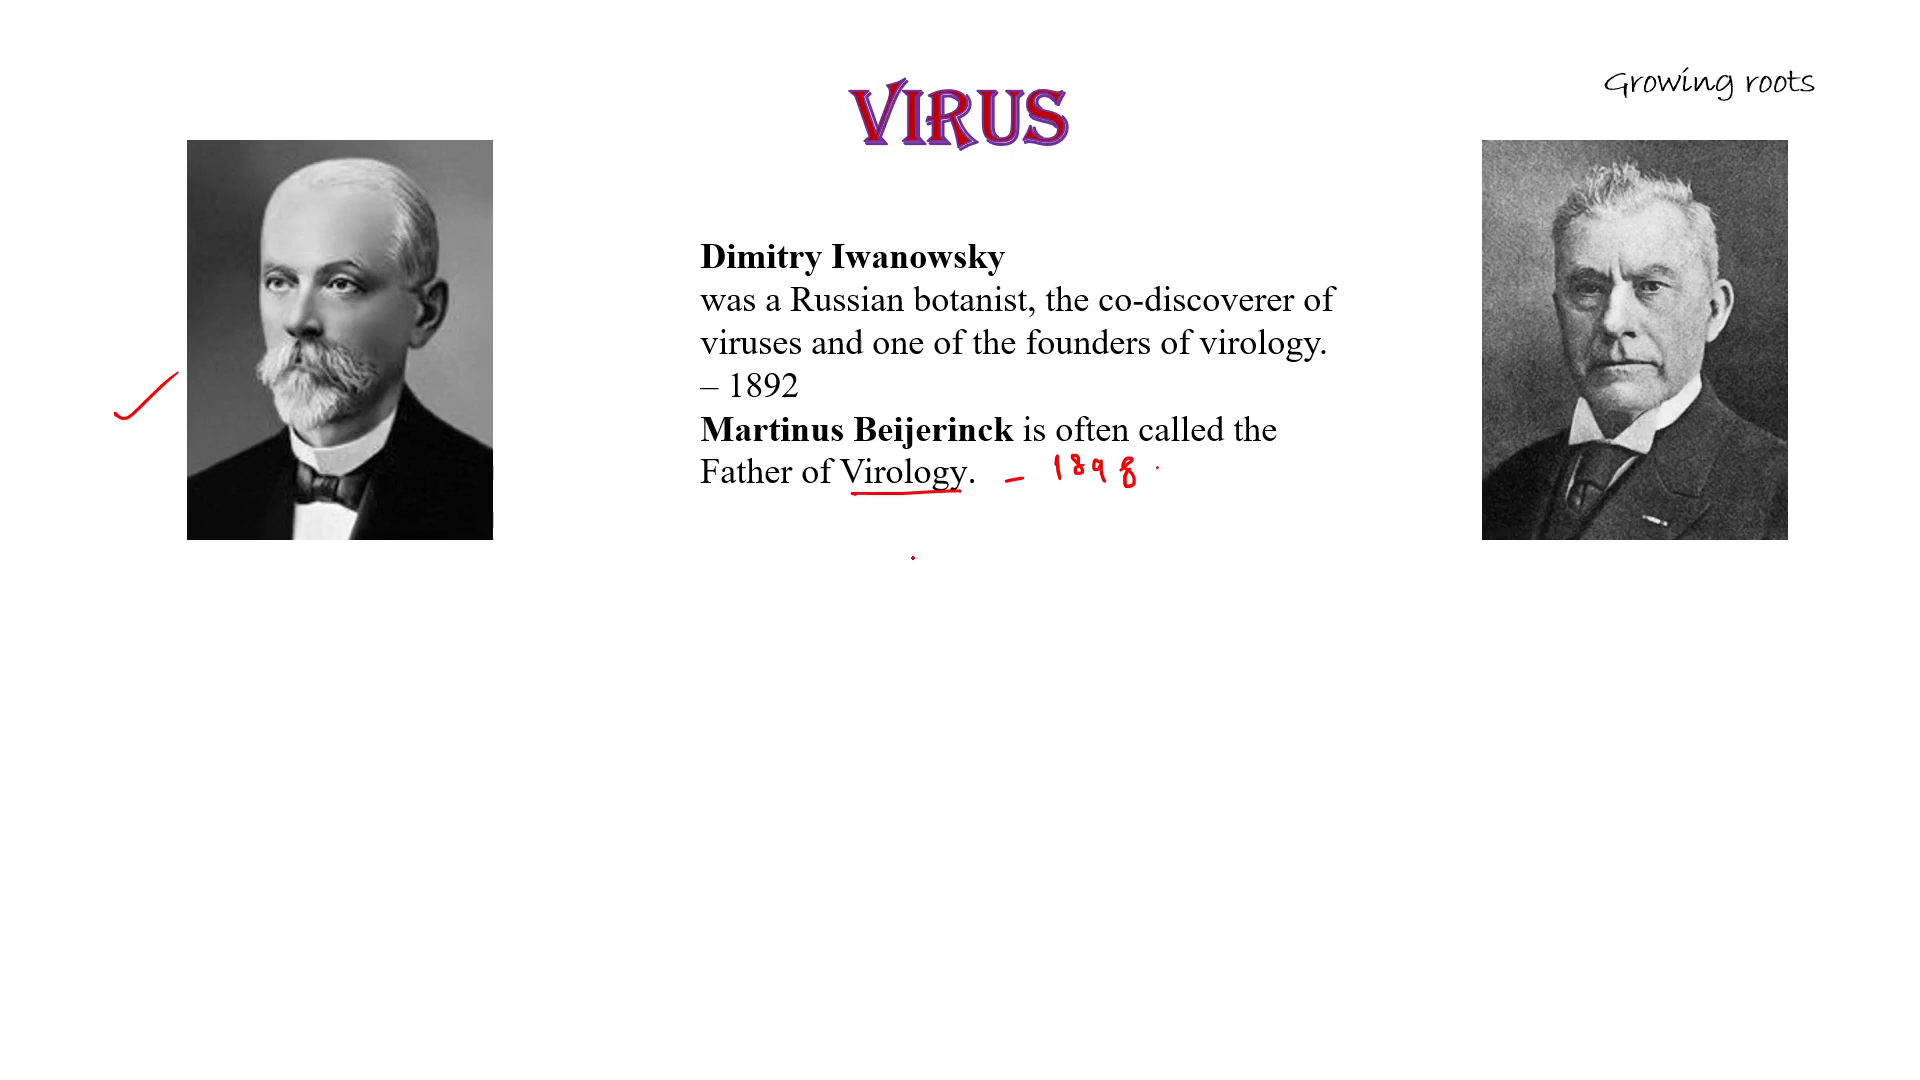 VIRUS
Growing roots
Dimitry Iwanowsky
was a Russian botanist, the co-discoverer of
viruses and one of the founders of virology.
– 1892
Martinus Beijerinck is often called the
Father of Virology. – 1898